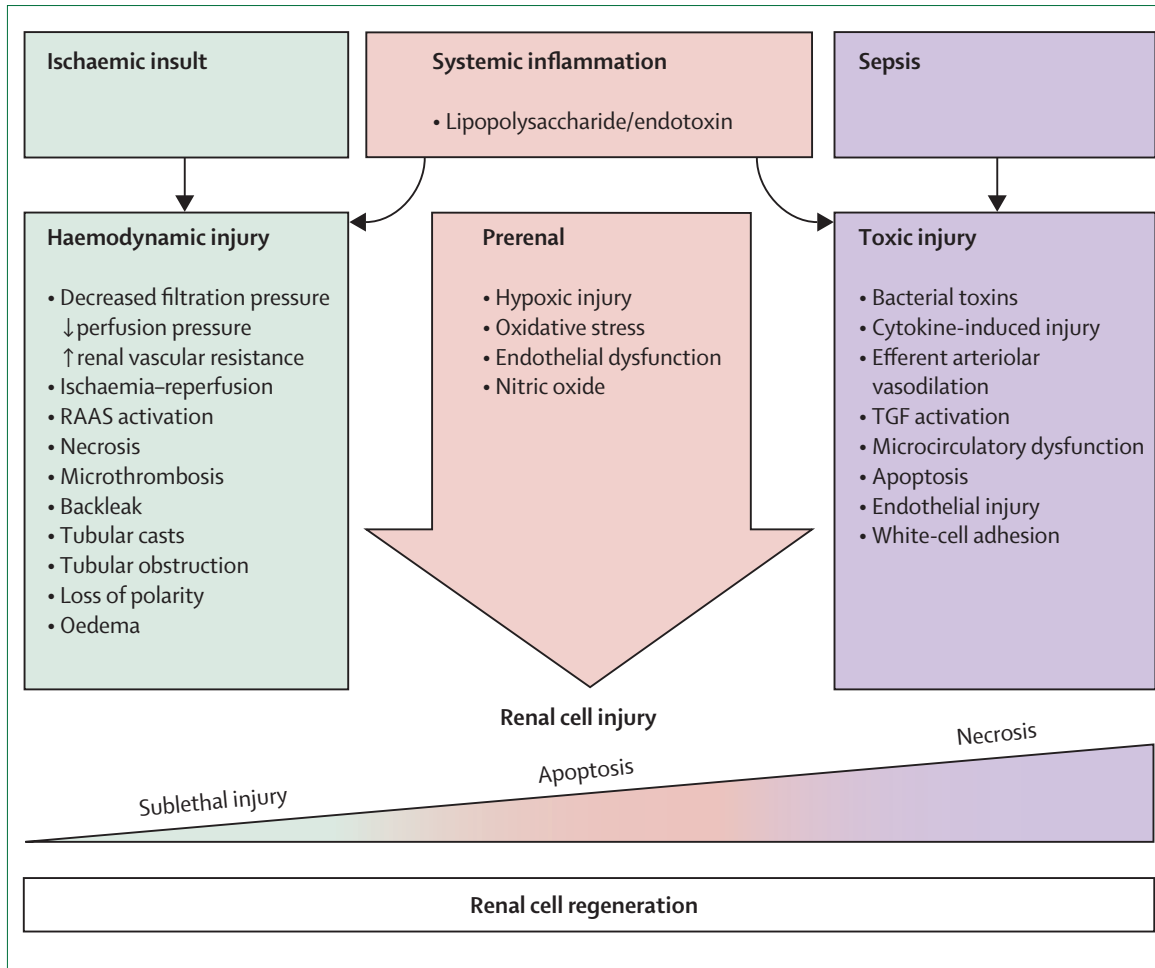 Ischaemic insult
Systemic inflammation
• Lipopolysaccharide/endotoxin
Sepsis
Haemodynamic injury
• Decreased filtration pressure
↓perfusion pressure
↑renal vascular resistance
• Ischaemia–reperfusion
• RAAS activation
• Necrosis
• Microthrombosis
• Backleak
• Tubular casts
• Tubular obstruction
• Loss of polarity
• Oedema
Prerenal
• Hypoxic injury
• Oxidative stress
• Endothelial dysfunction
• Nitric oxide
Toxic injury
• Bacterial toxins
• Cytokine-induced injury
• Efferent arteriolar
vasodilation
• TGF activation
• Microcirculatory dysfunction
• Apoptosis
• Endothelial injury
• White-cell adhesion
Renal cell injury
Sublethal injury
Apoptosis
Necrosis
Renal cell regeneration